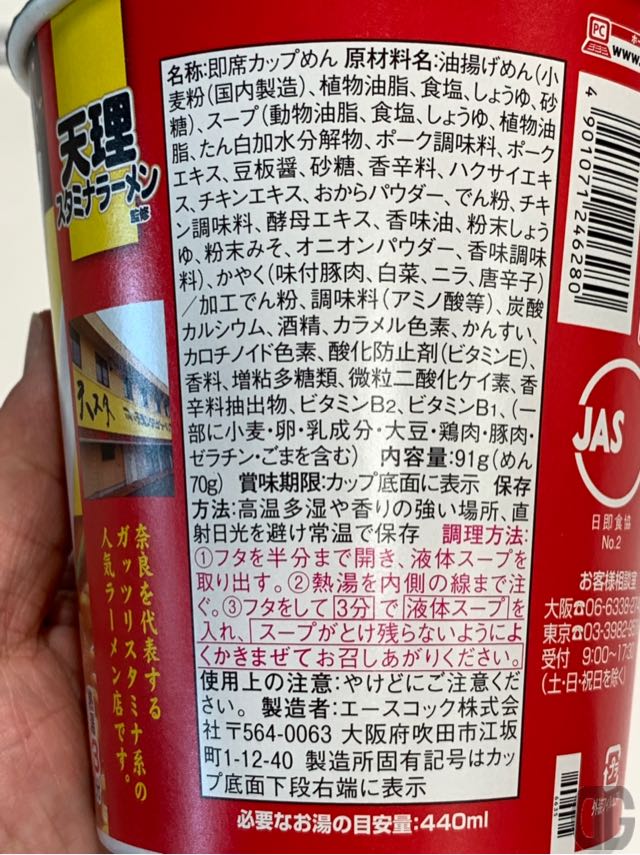 天理
スタミナラーメン
監修
名称:即席カップめん 原材料名:油揚げめん(小
麦粉(国内製造)、植物油脂、食塩、しょうゆ、砂
糖)、スープ(動物油脂、食塩、しょうゆ、植物油
脂、たん白加水分解物、ポーク調味料、ポーク
エキス、豆板醤、砂糖、香辛料、ハクサイエキ
ス、チキンエキス、おからパウダー、でん粉、チキ
ン調味料、酵母エキス、香味油、粉末しょう
ゆ、粉末みそ、オニオンパウダー、香味調味
料)、かやく(味付豚肉、白菜、ニラ、唐辛子)
/加工でん粉、調味料(アミノ酸等)、炭酸
カルシウム、酒精、カラメル色素、かんすい、
カロチノイド色素、酸化防止剤(ビタミンE)、
香料、増粘多糖類、微粒二酸化ケイ素、香
辛料抽出物、ビタミンB2、ビタミンB1、(一
部に小麦・卵・乳成分・大豆・鶏肉・豚肉・
ゼラチン・ごまを含む) 内容量:91g(めん
70g) 賞味期限:カップ底面に表示 保存
方法:高温多湿や香りの強い場所、直
射日光を避け常温で保存 調理方法:
①フタを半分まで開き、液体スープを
取り出す。②熱湯を内側の線まで注
ぐ。③フタをして3分で液体スープを
入れ、スープがとけ残らないようによ
くかきまぜてお召しあがりください。
使用上の注意:やけどにご注意くだ
さい。 製造者:エースコック株式会
社〒564-0063 大阪府吹田市江坂
町1-12-40 製造所固有記号はカッ
プ底面下段右端に表示
必要なお湯の目安量:440ml
奈良を代表する
ガッツリスタミナ系の
人気ラーメン店です。
PC
www.
4901071246280
JAS
日即食協
No.2
お客様相談室
大阪☎06-6338-
東京☎03-3982-
受付 9:00~17:
(土・日・祝日を除く)